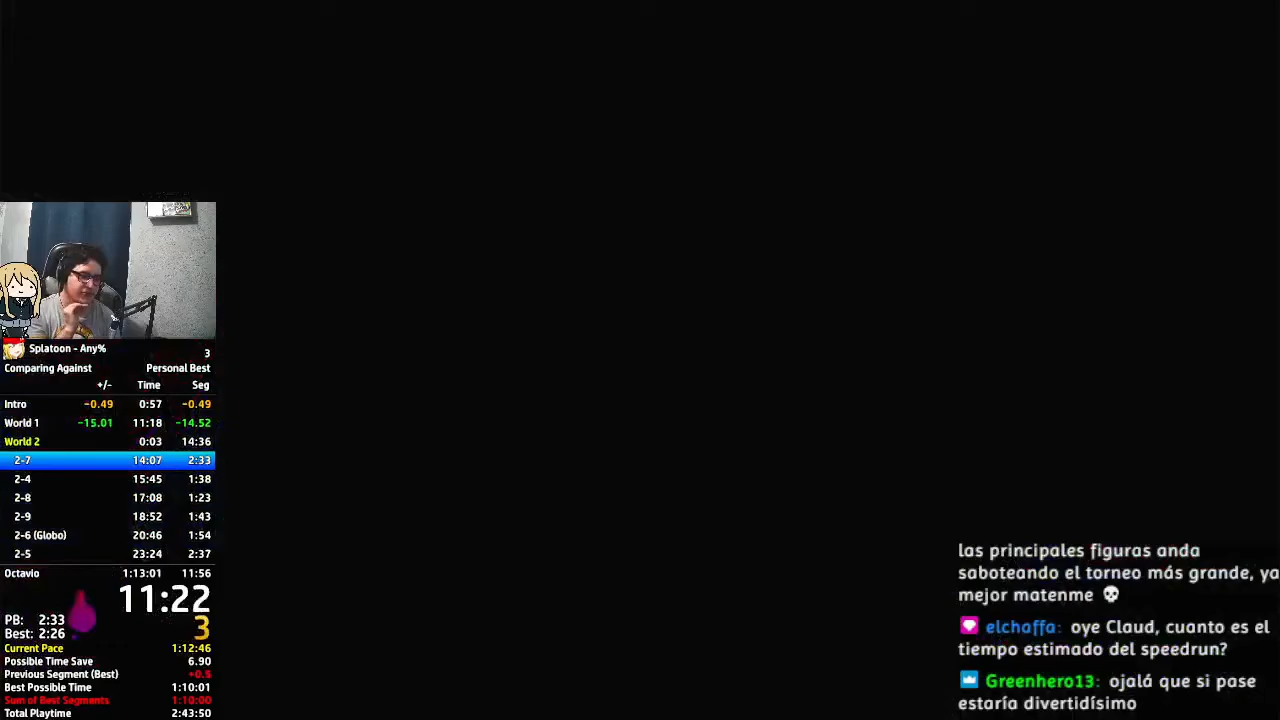 Splatoon - Any%
3
Comparing Against Personal Best
+/- Time Seg
Intro -0.49 0:57 -0.49
World 1 -15.01 11:18 -14.52
World 2 0:03 14:36
2-7 14:07 2:33
2-4 15:45 1:38
2-8 17:08 1:23
2-9 18:52 1:43
2-6 (Globo) 20:46 1:54
2-5 23:24 2:37
Octavio 1:13:01 11:56
11:22
PB: 2:33
Best: 2:26
3
Current Pace 1:12:46
Possible Time Save 6.90
Previous Segment (Best) +0.5
Best Possible Time 1:10:01
Sum of Best Segments 1:10:00
Total Playtime 2:43:50
las principales figuras anda
saboteando el torneo más grande, ya
mejor matenme 💀
elchaffa: oye Claud, cuanto es el
tiempo estimado del speedrun?
Greenhero13: ojalá que si pase
estaría divertidísimo